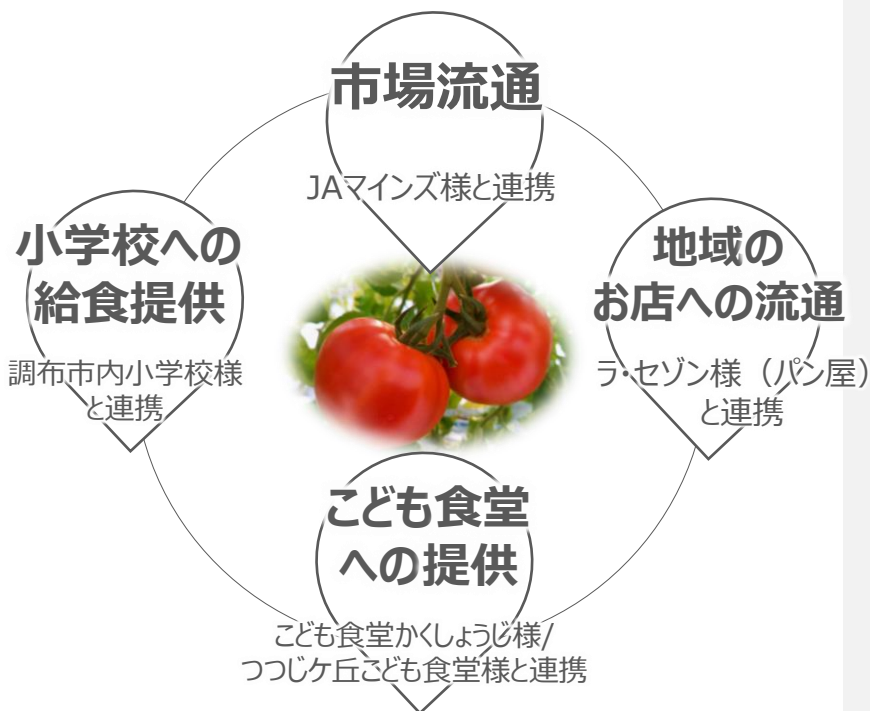 市場流通
JAマインズ様と連携
小学校への
給食提供
調布市内小学校様
と連携
地域の
お店への流通
ラ・セゾン様（パン屋）
と連携
こども食堂
への提供
こども食堂かくしょうじ様/
つつじケ丘こども食堂様と連携